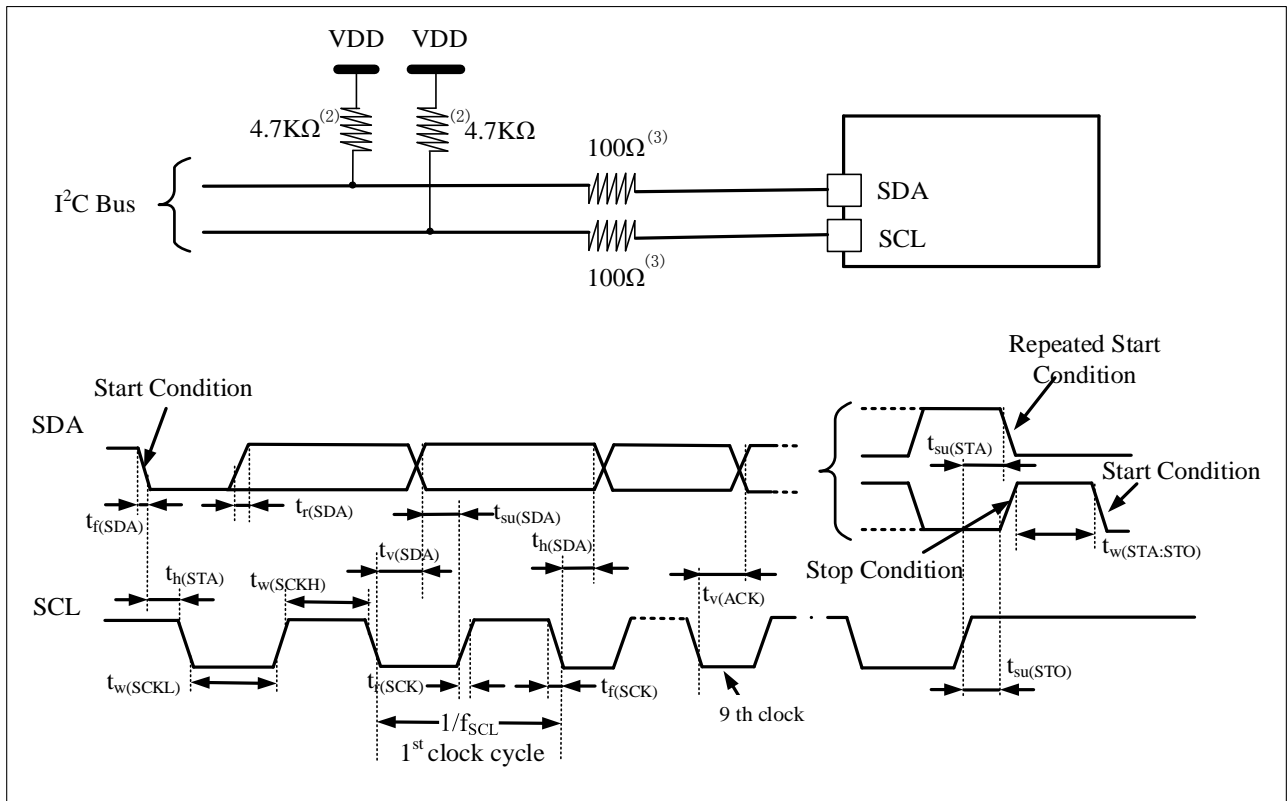 VDD VDD
4.7KΩ(2) (2)4.7KΩ
100Ω(3)
I2C Bus
SDA
SCL
100Ω(3)
Repeated Start
Condition
Start Condition
SDA
tsu(STA)
Start Condition
tf(SDA)
tr(SDA)
tsu(SDA)
tv(SDA)
th(SDA)
tw(STA:STO)
Stop Condition
th(STA)
tw(SCKH)
tv(ACK)
SCL
tw(SCKL)
tf(SCK)
tf(SCK)
tsu(STO)
9 th clock
1/fSCL
1st clock cycle